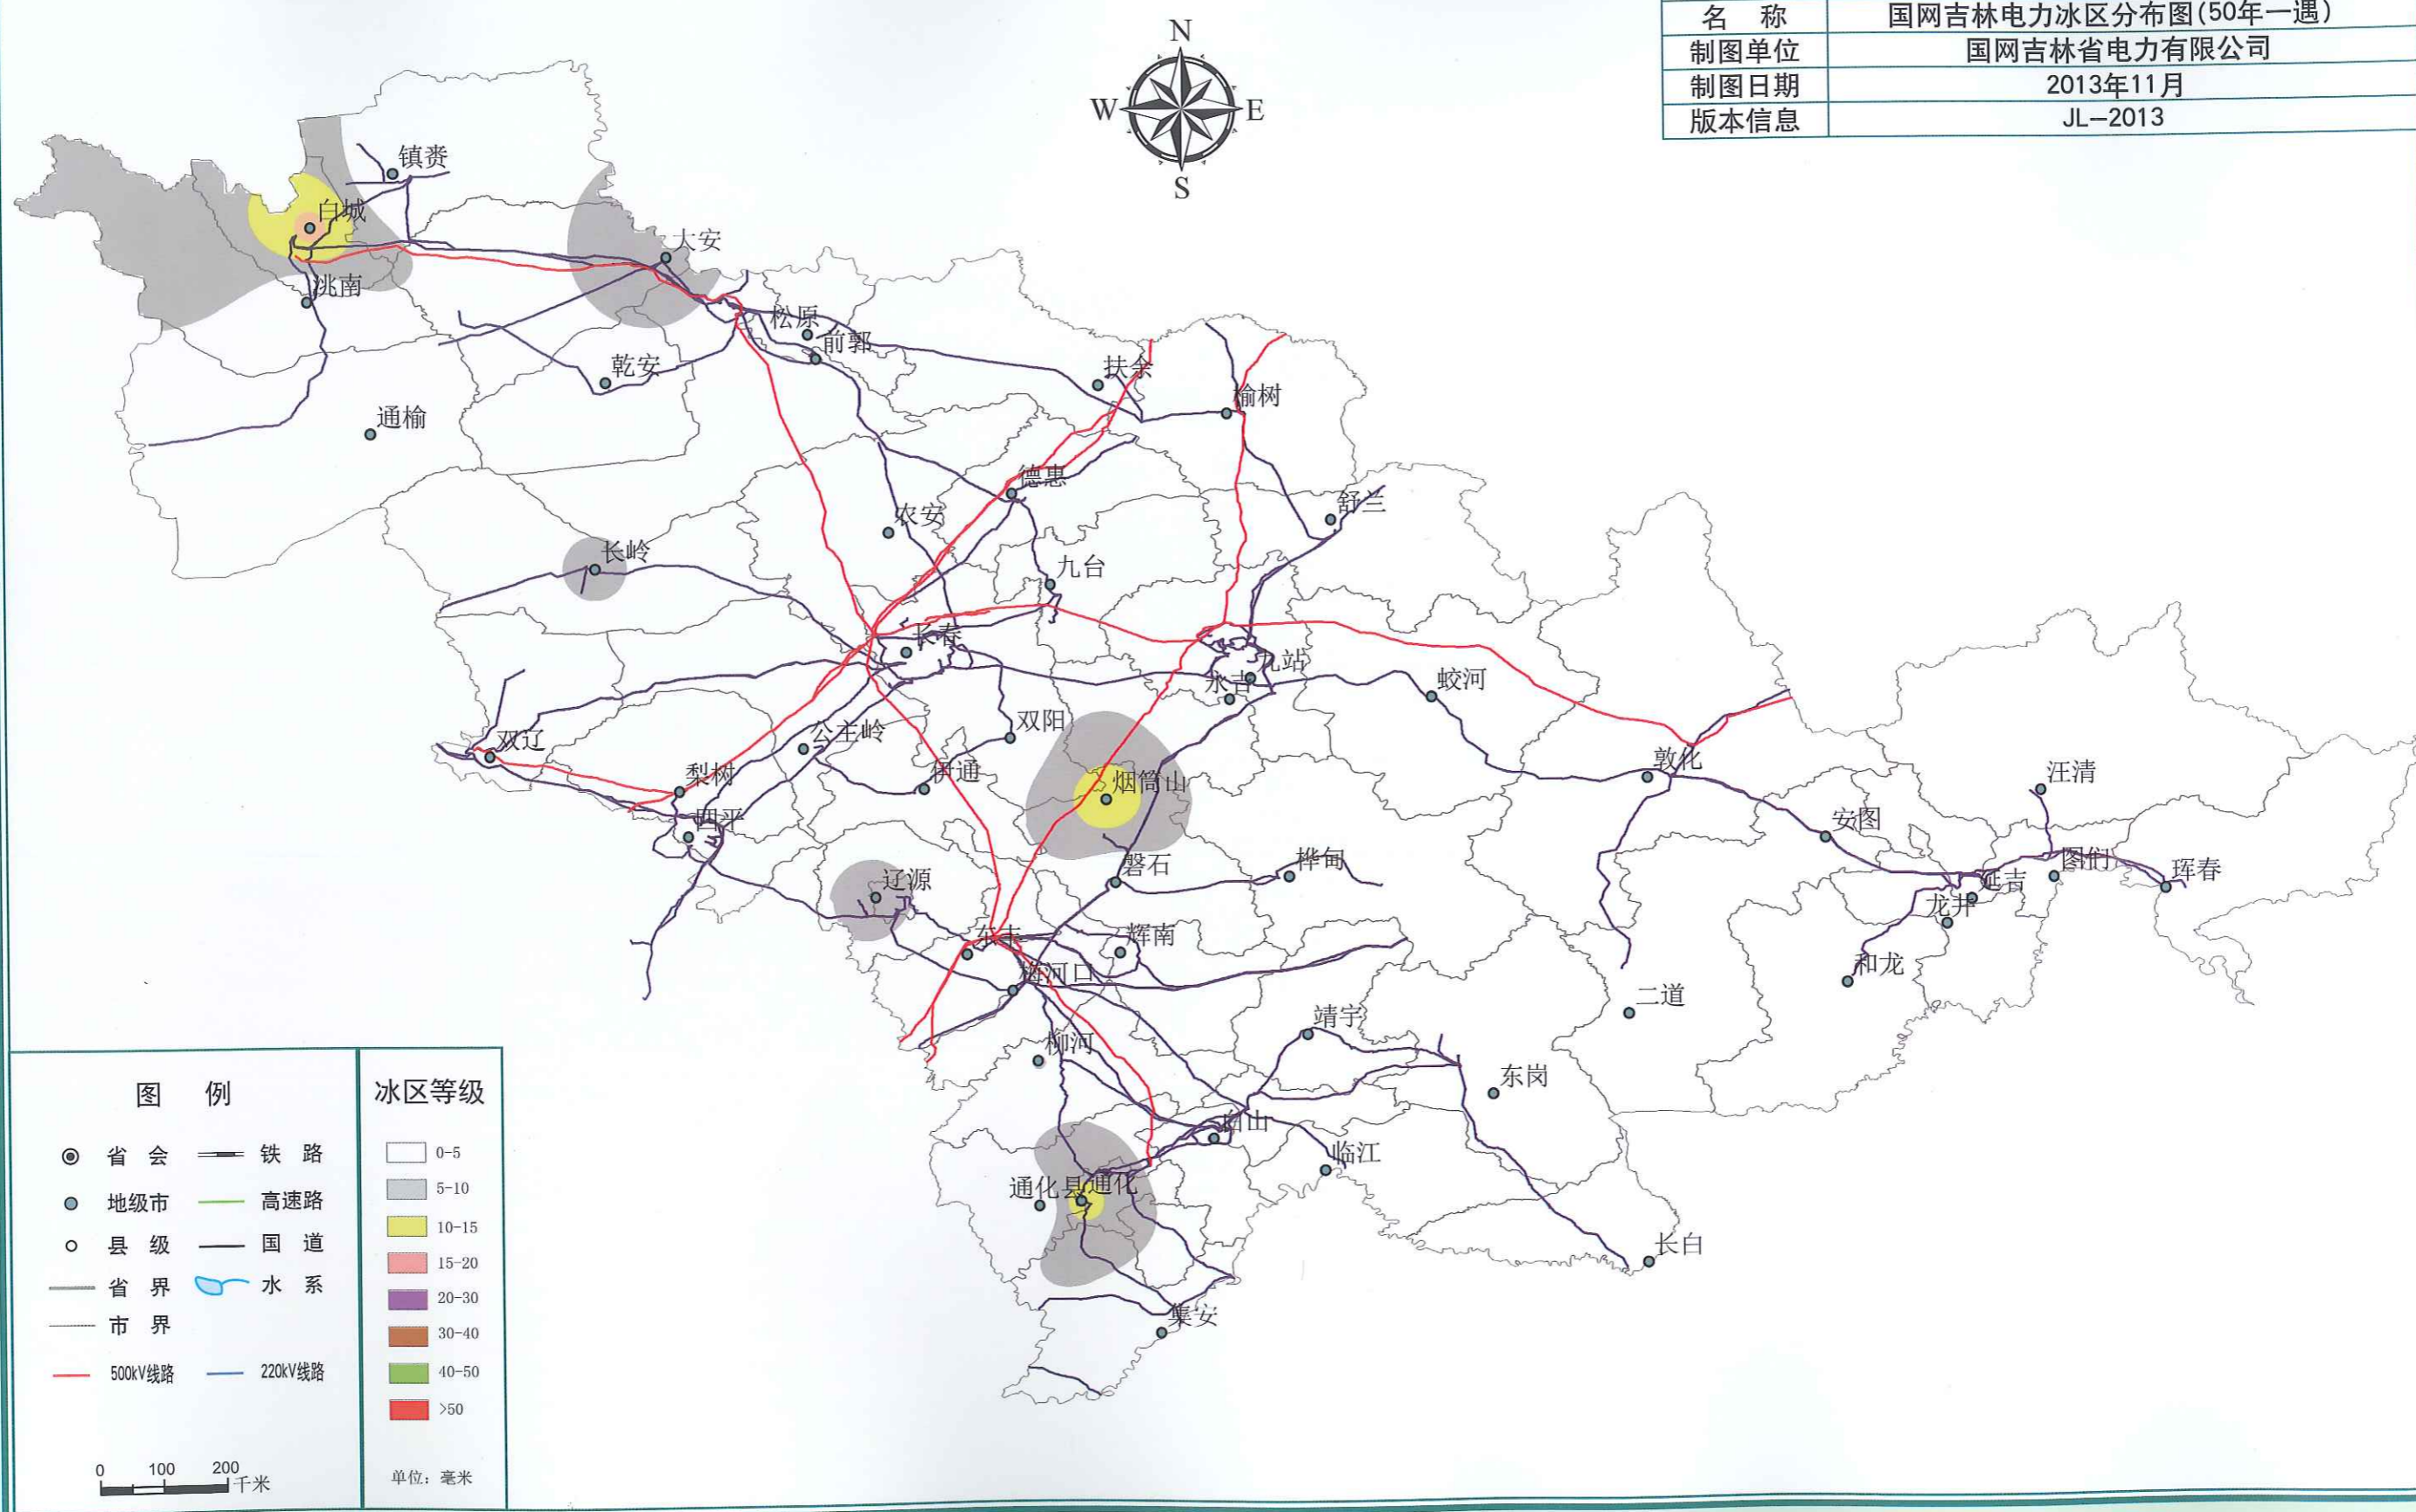 名 称 国网吉林电力冰区分布图(50年一遇)
制图单位 国网吉林省电力有限公司
制图日期 2013年11月
版本信息 JL-2013
N
W E
S
镇赉
白城
大安
洮南
松原
前郭
乾安
扶余
榆树
通榆
德惠
农安
舒兰
长岭
九台
长春
九站
永吉
蛟河
双阳
双辽
公主岭
伊通
梨树
烟筒山
敦化
汪清
四平
安图
磐石
桦甸
图们
珲春
辽源
延吉
龙井
东丰
辉南
梅河口
和龙
二道
靖宇
柳河
东岗
白山
临江
通化县
通化
长白
集安
图 例
省 会 铁 路
地级市 高速路
县 级 国 道
省 界 水 系
市 界
500kV线路 220kV线路
0 100 200
千米
冰区等级
0-5
5-10
10-15
15-20
20-30
30-40
40-50
>50
单位：毫米